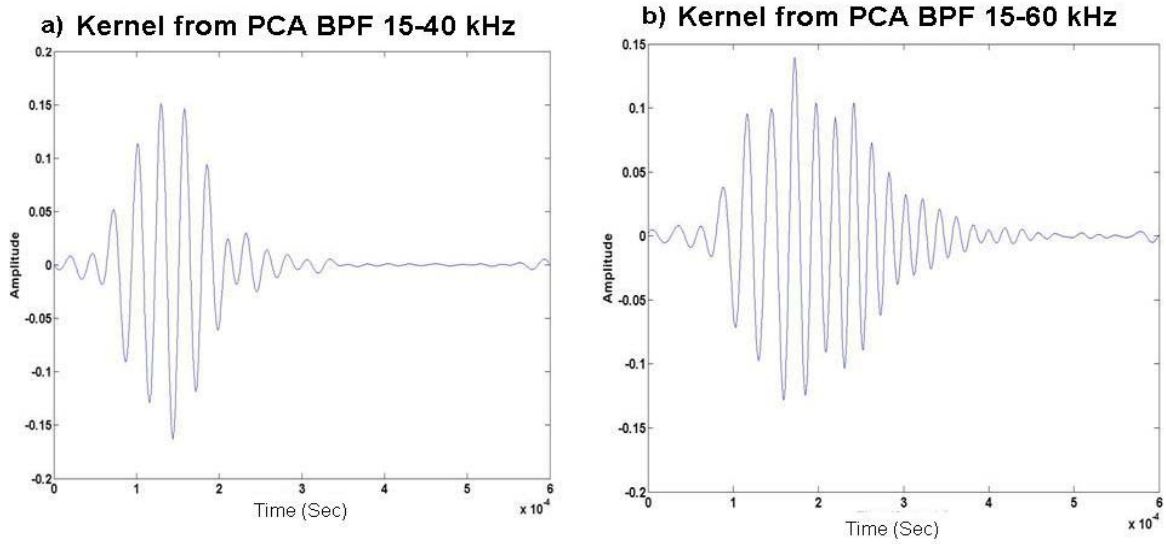 a) Kernel from PCA BPF 15-40 kHz
0.2
0.15
0.1
0.05
0
-0.05
-0.1
-0.15
-0.2
Amplitude
0 1 2 3 4 5 6
Time (Sec)
x 10⁻⁴
b) Kernel from PCA BPF 15-60 kHz
0.15
0.1
0.05
0
-0.05
-0.1
-0.15
-0.2
Amplitude
0 1 2 3 4 5 6
Time (Sec)
x 10⁻⁴